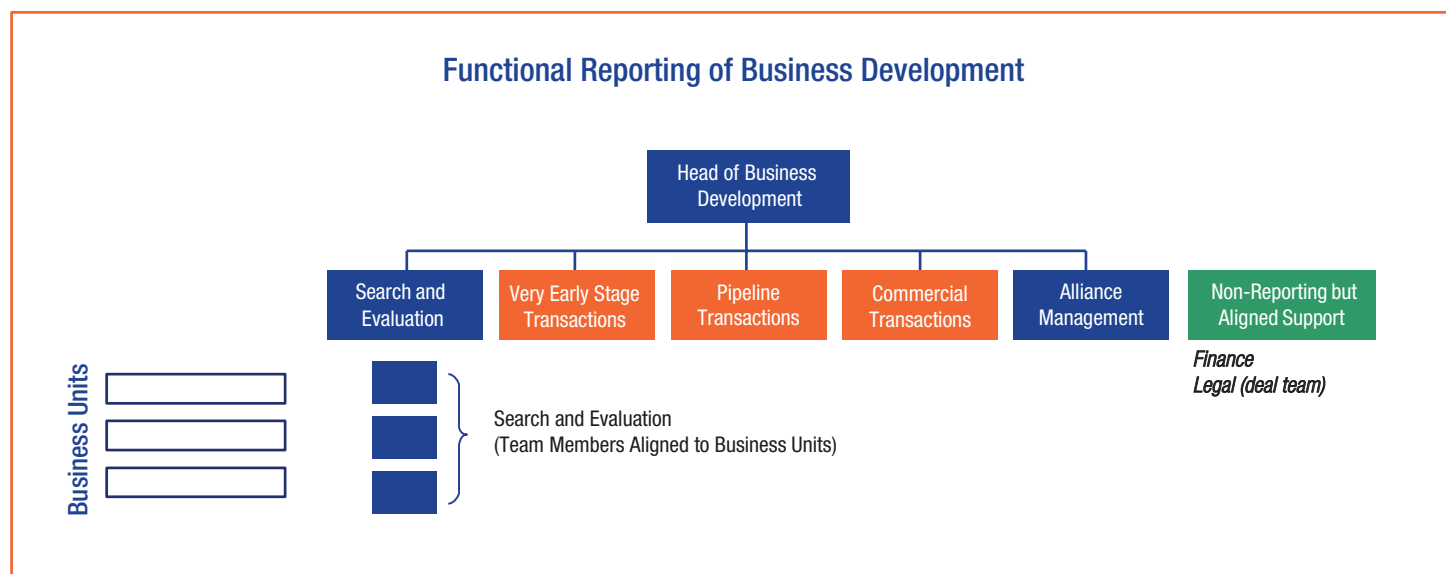 Functional Reporting of Business Development
Head of Business
Development
Search and
Evaluation
Very Early Stage
Transactions
Pipeline
Transactions
Commercial
Transactions
Alliance
Management
Non-Reporting but
Aligned Support
Finance
Legal (deal team)
Business Units
Search and Evaluation
(Team Members Aligned to Business Units)